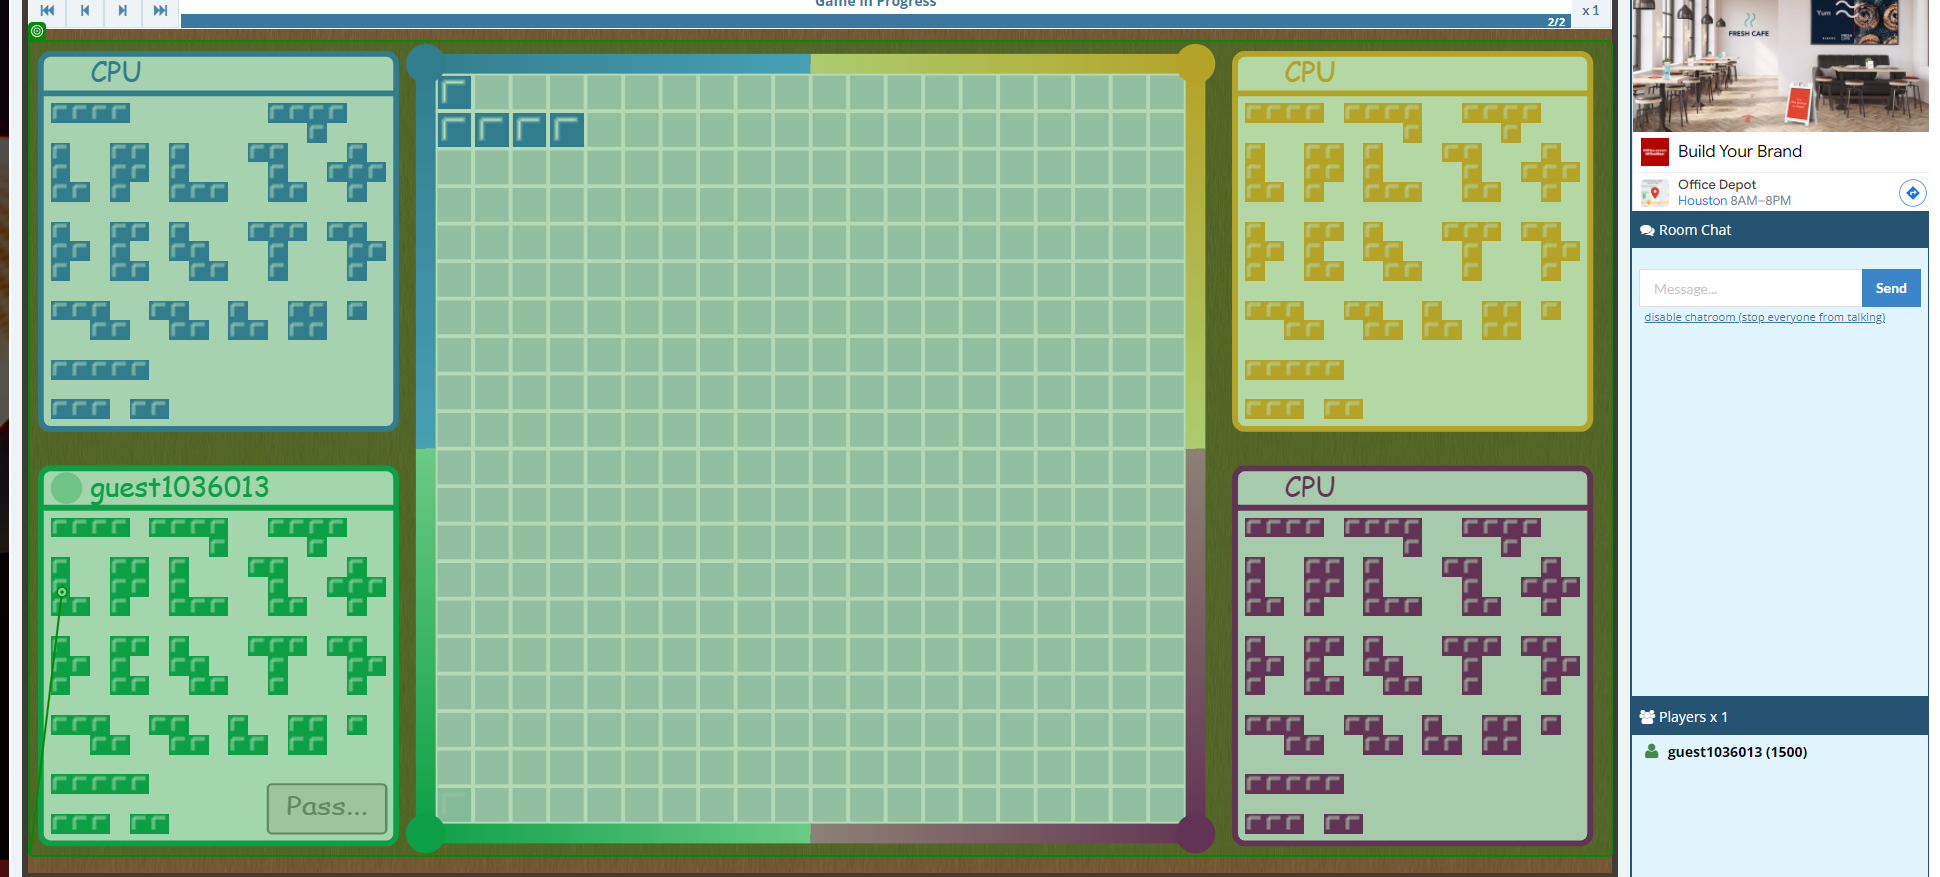 Game in Progress
x 1
2/2
CPU
CPU
guest1036013
CPU
Pass...
FRESH CAFE
Yum
Build Your Brand
Office Depot
Houston 8AM–8PM
Room Chat
Message...
Send
disable chatroom (stop everyone from talking)
Players x 1
guest1036013 (1500)